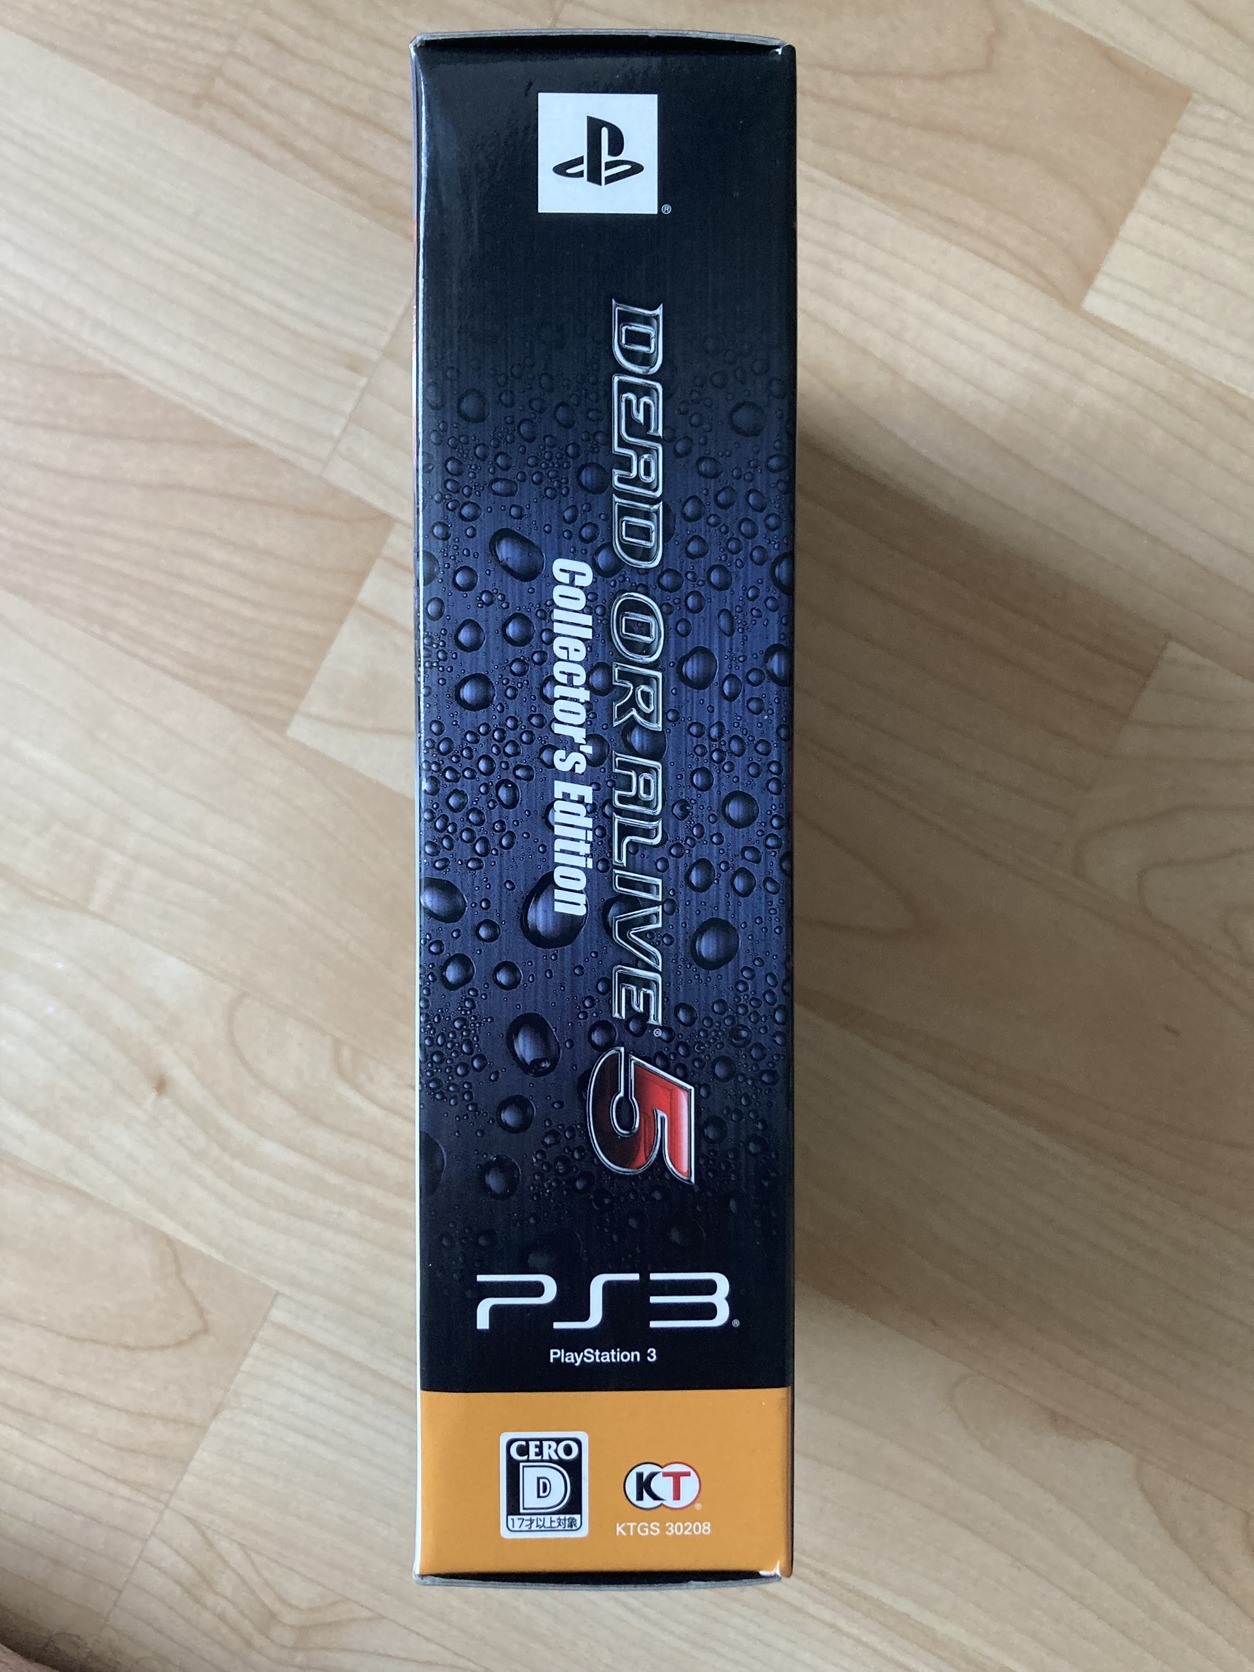 ®
DEAD OR ALIVE® 5
Collector's Edition
PS3®
PlayStation 3
CERO
D
17才以上対象
KT®
KTGS 30208